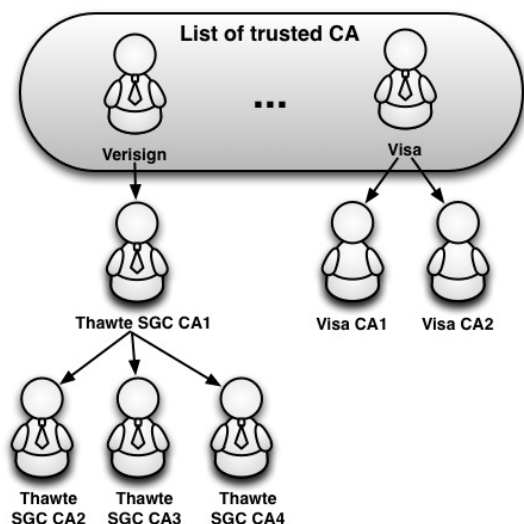 List of trusted CA
...
Verisign
Visa
Thawte SGC CA1
Visa CA1
Visa CA2
Thawte
SGC CA2
Thawte
SGC CA3
Thawte
SGC CA4